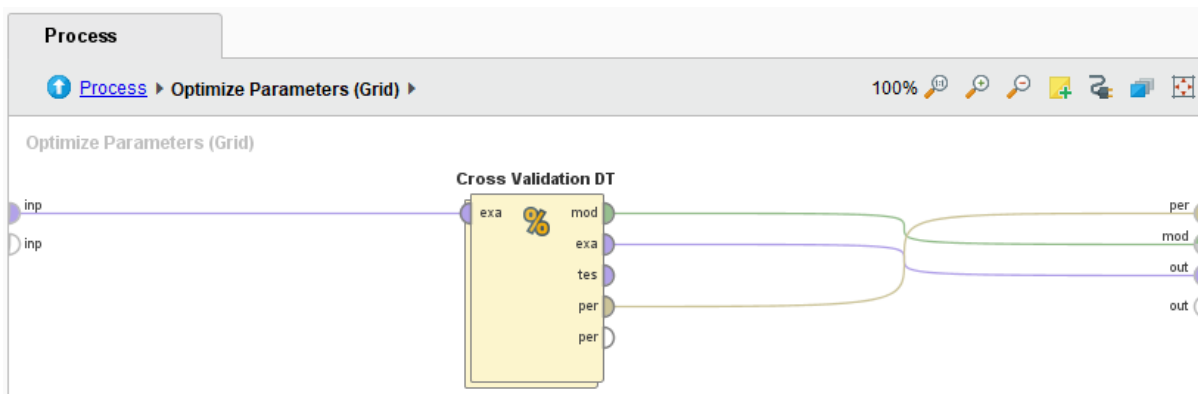 Process
Process ▸ Optimize Parameters (Grid) ▸
100%
Optimize Parameters (Grid)
Cross Validation DT
inp
inp
exa
%
mod
exa
tes
per
per
per
mod
out
out